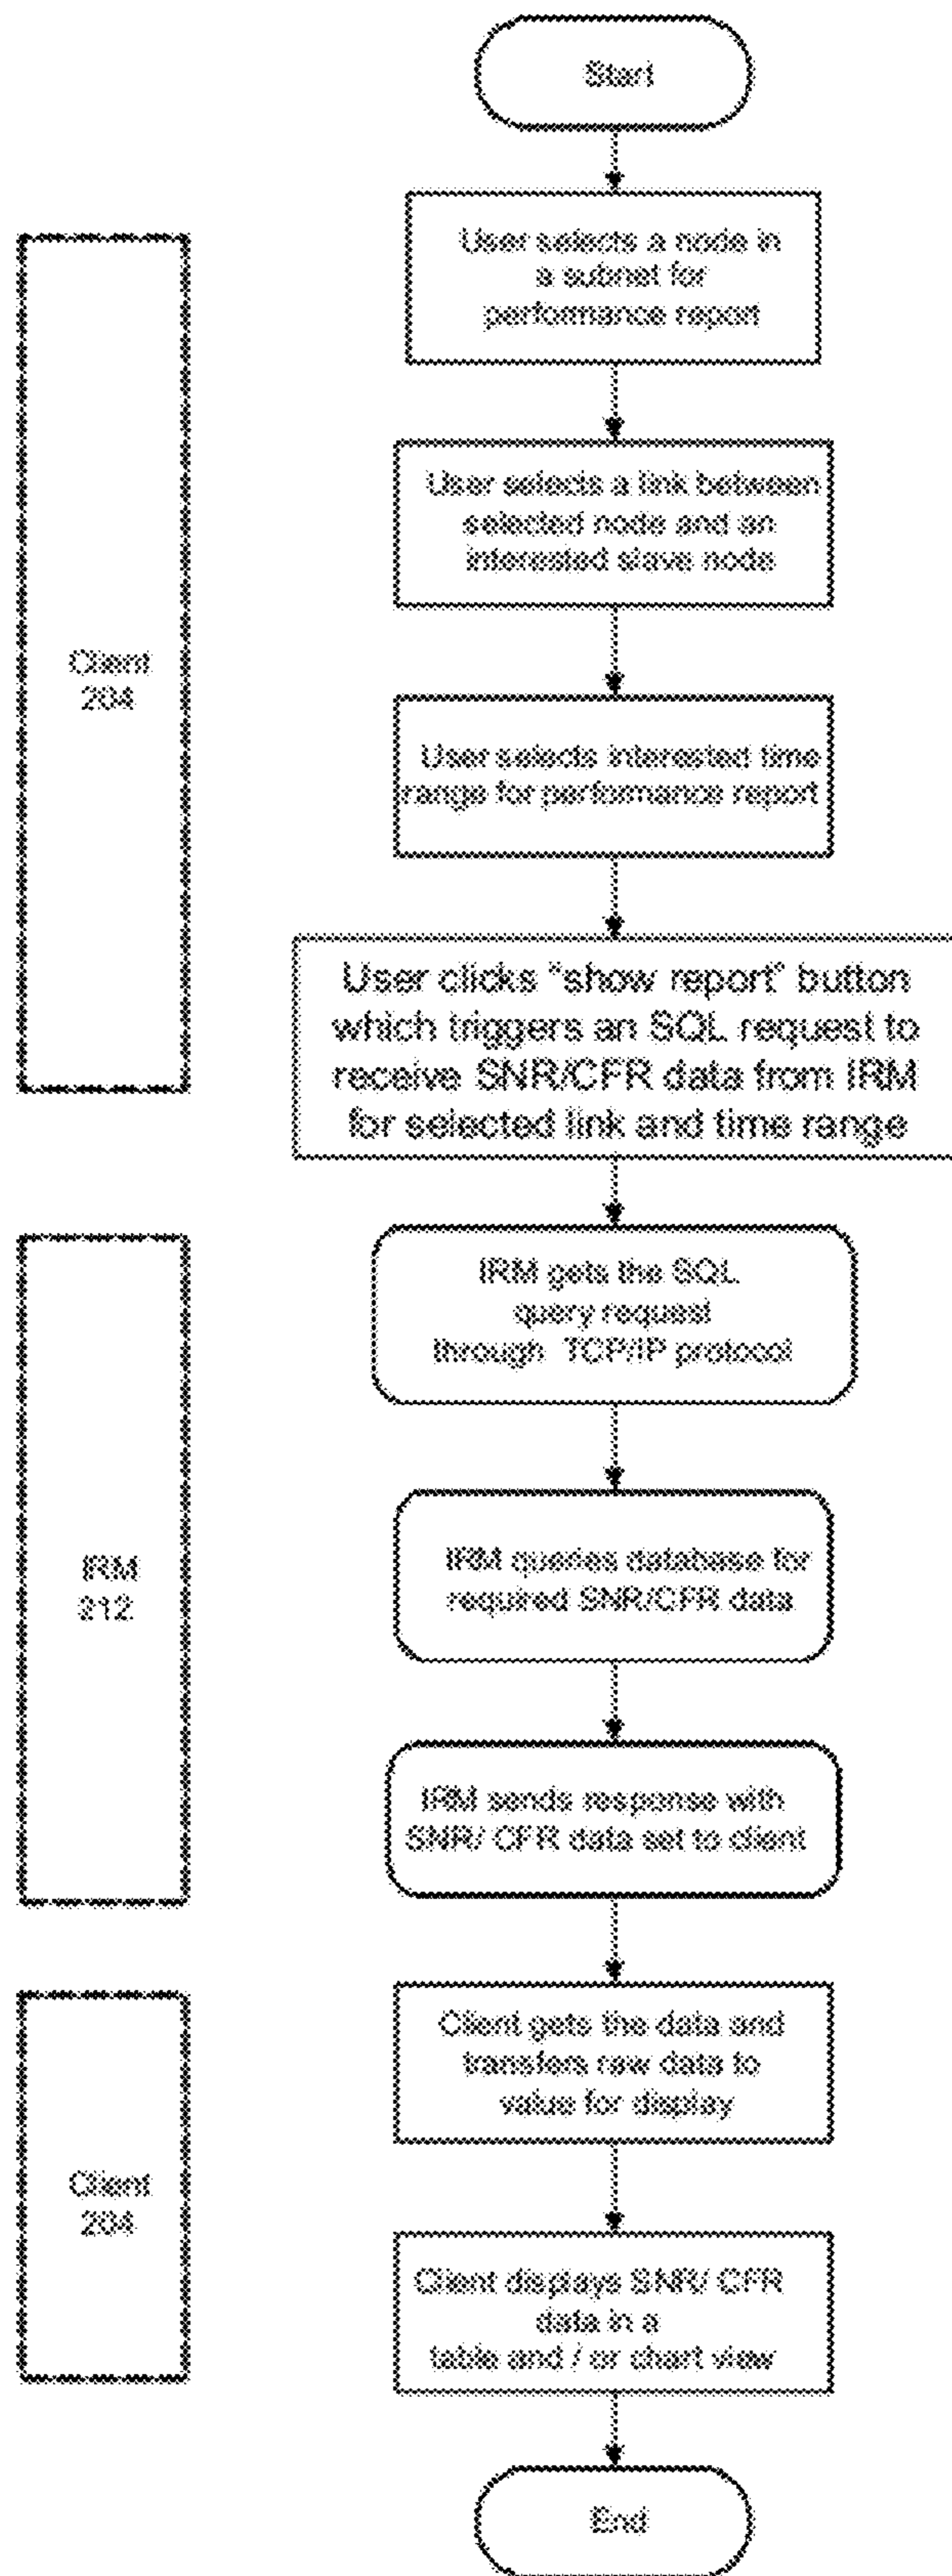 Start
User selects a node in
a subnet for
performance report
User selects a link between
selected node and an
interested slave node
Client
204
User selects interested time
range for performance report
User clicks "show report" button
which triggers an SQL request to
receive SNR/CFR data from IRM
for selected link and time range
IRM gets the SQL
query request
through TCP/IP protocol
IRM
212
IRM queries database for
required SNR/CFR data
IRM sends response with
SNR/ CFR data set to client
Client gets the data and
transfers raw data to
value for display
Client
204
Client displays SNR/ CFR
data in a
table and / or chart view
End